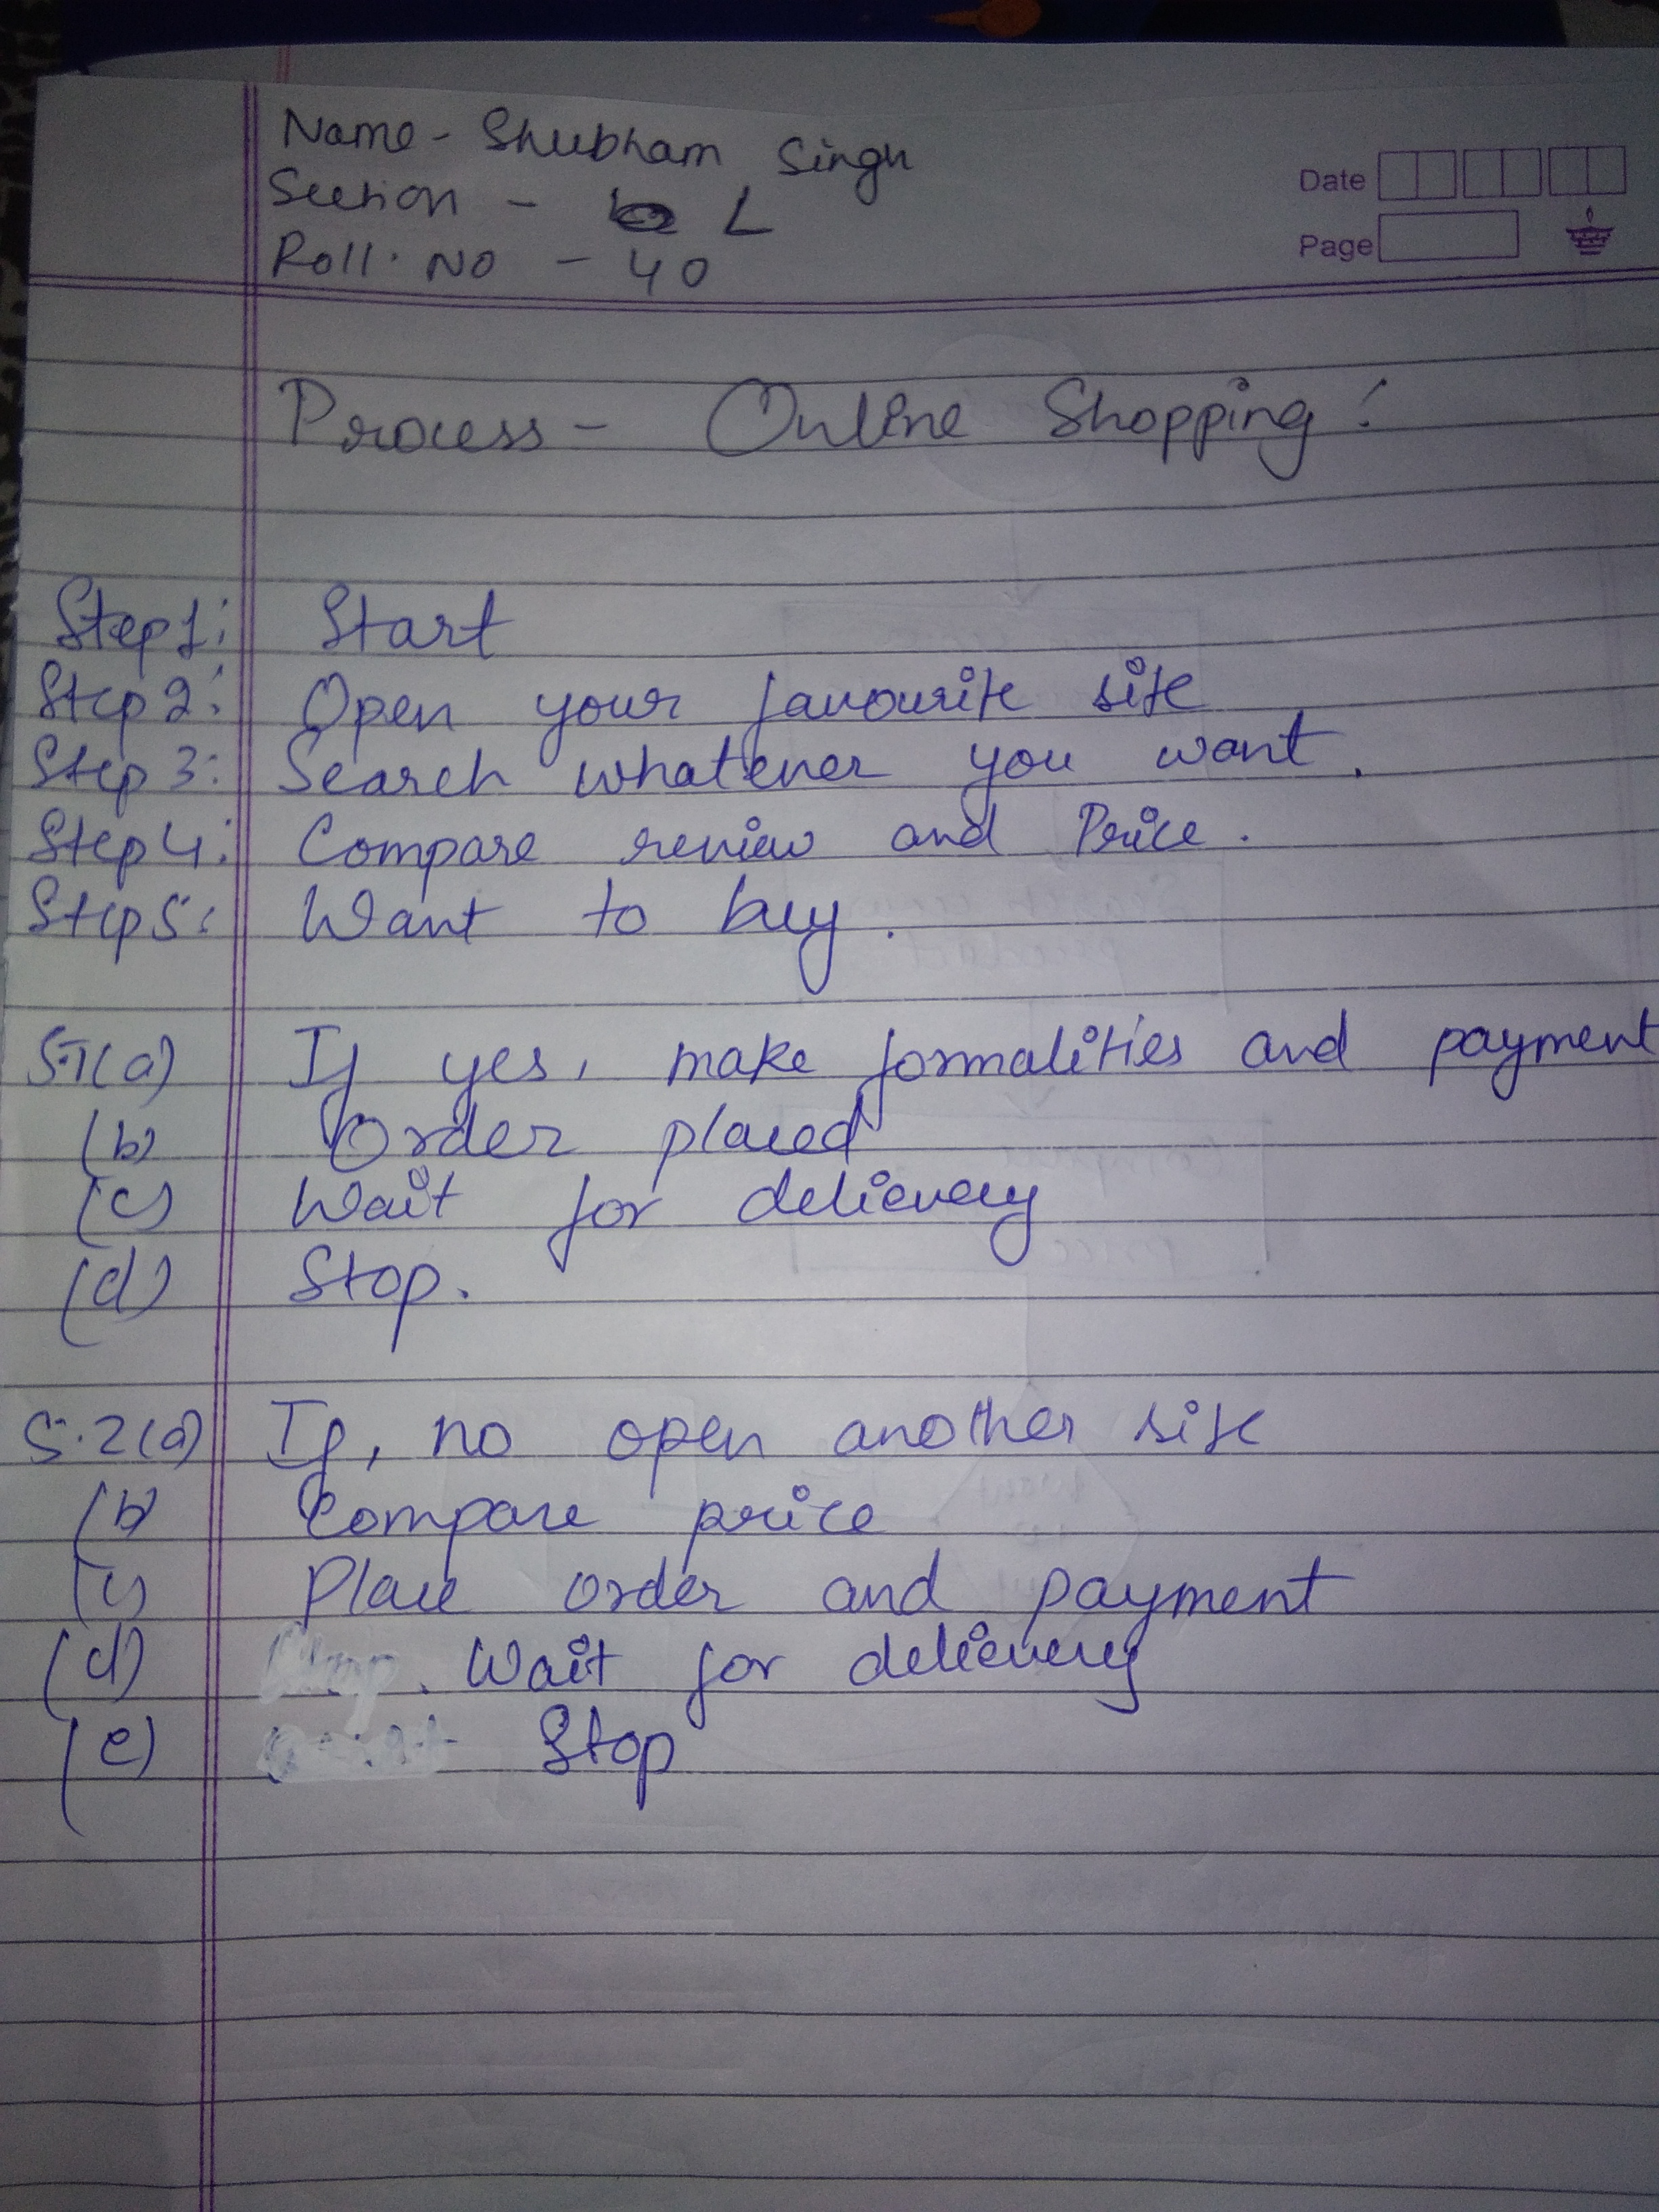 Name - Shubham Singh
Section - L
Roll. No - 40
Date
Page
Process - Online Shopping:
Step 1: Start
Step 2: Open your favourite site
Step 3: Search whatever you want.
Step 4: Compare review and Price.
Step 5: Want to buy.
5.1(a) If yes, make formalities and payment
(b) Order placed
(c) Wait for delievery
(d) Stop.
5.2(a) If, no open another site
(b) Compare price
(c) Place order and payment
(d) Wait for delievery
(e) Stop